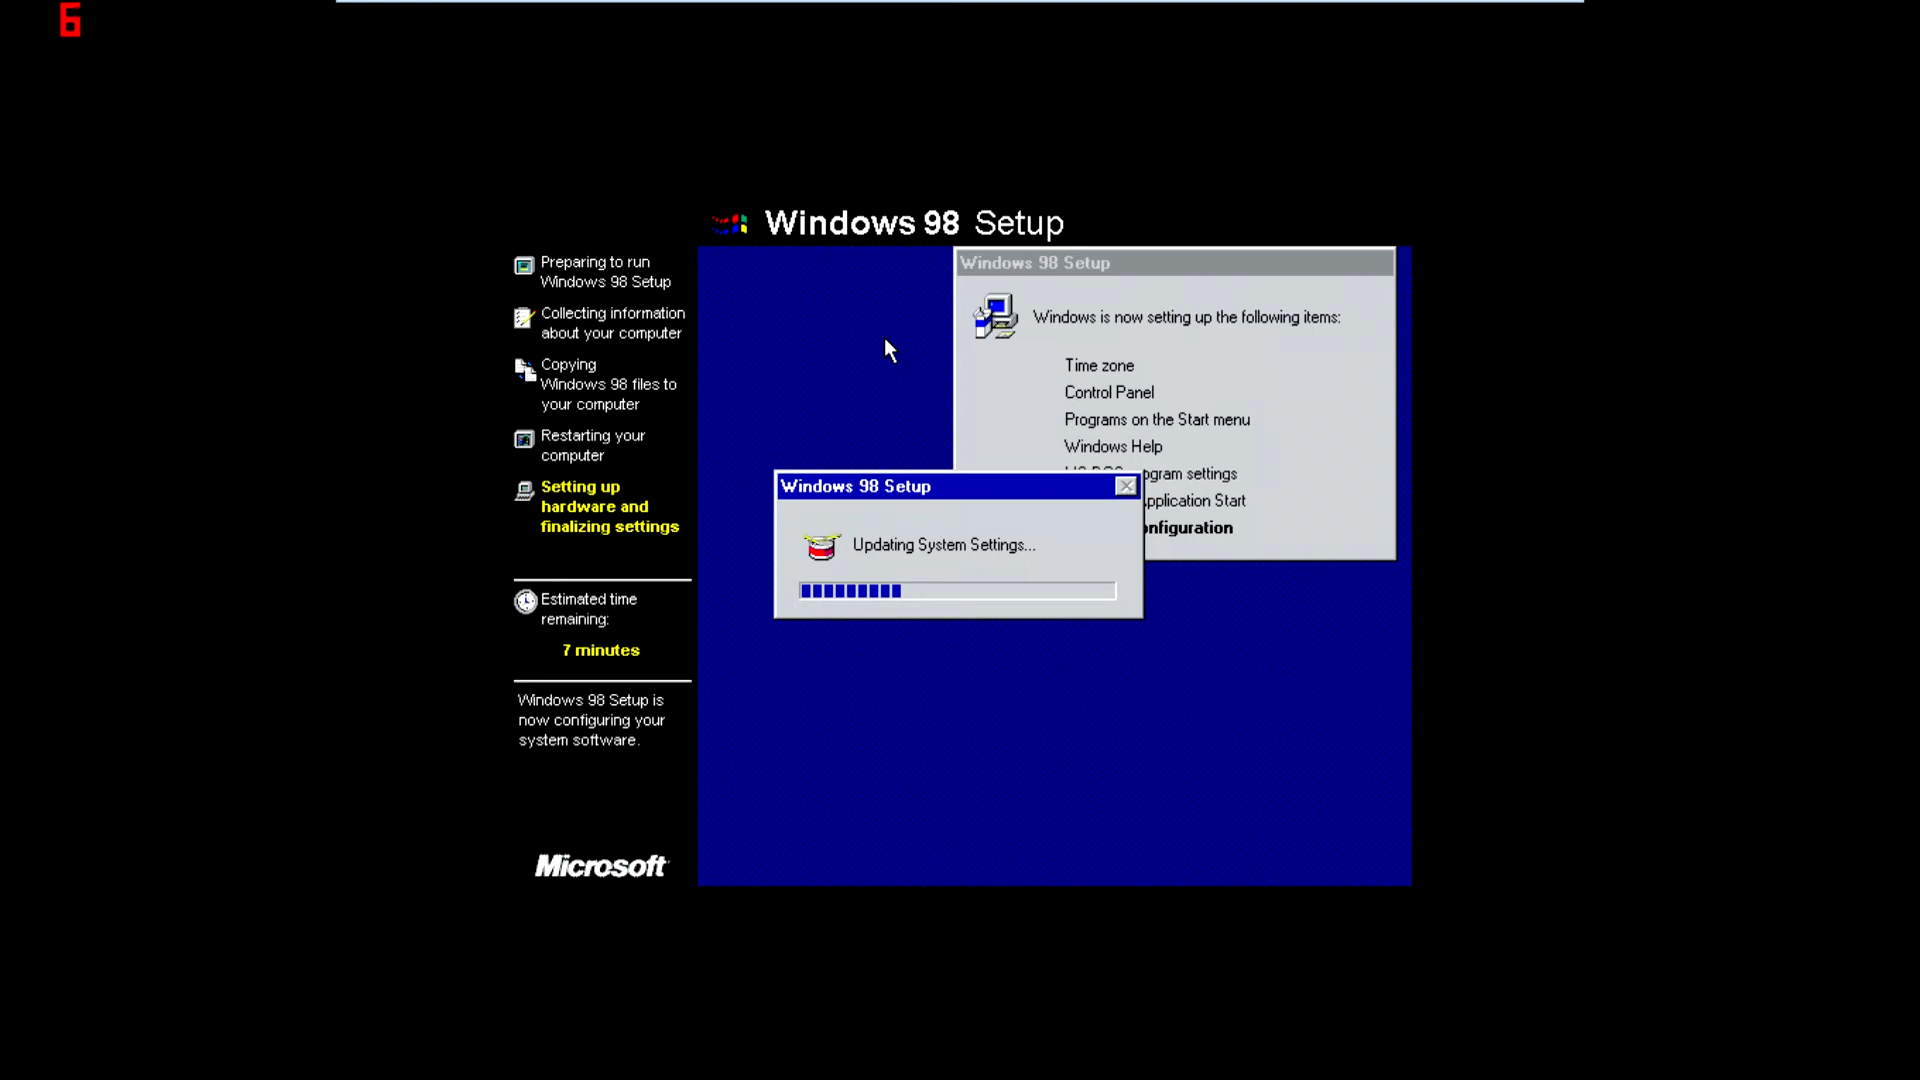 6
Windows 98 Setup
Preparing to run
Windows 98 Setup
Collecting information
about your computer
Copying
Windows 98 files to
your computer
Restarting your
computer
Setting up
hardware and
finalizing settings
Estimated time
remaining:
7 minutes
Windows 98 Setup is
now configuring your
system software.
Microsoft
Windows 98 Setup
Windows is now setting up the following items:
Time zone
Control Panel
Programs on the Start menu
Windows Help
ogram settings
pplication Start
nfiguration
Windows 98 Setup
Updating System Settings...